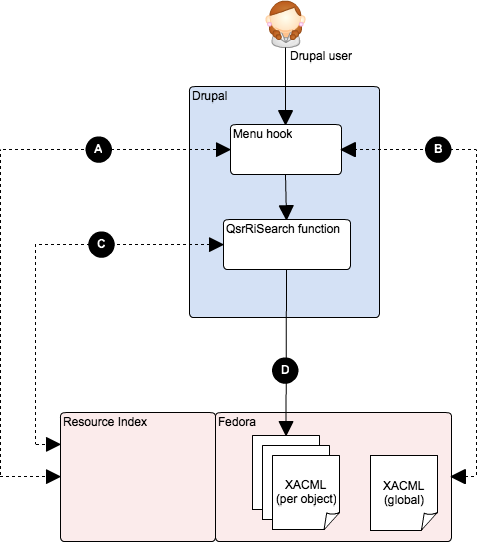 Drupal user
Drupal
Menu hook
A
B
QsrRiSearch function
C
D
Resource Index
Fedora
XACML
(per object)
XACML
(global)